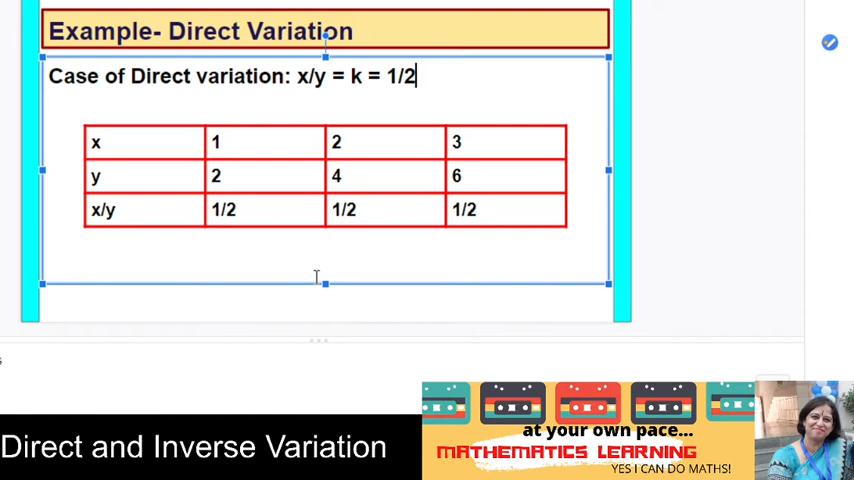 Example- Direct Variation
Case of Direct variation: x/y = k = 1/2
x 1 2 3
y 2 4 6
x/y 1/2 1/2 1/2
s
Direct and Inverse Variation
at your own pace...
MATHEMATICS LEARNING
YES I CAN DO MATHS!